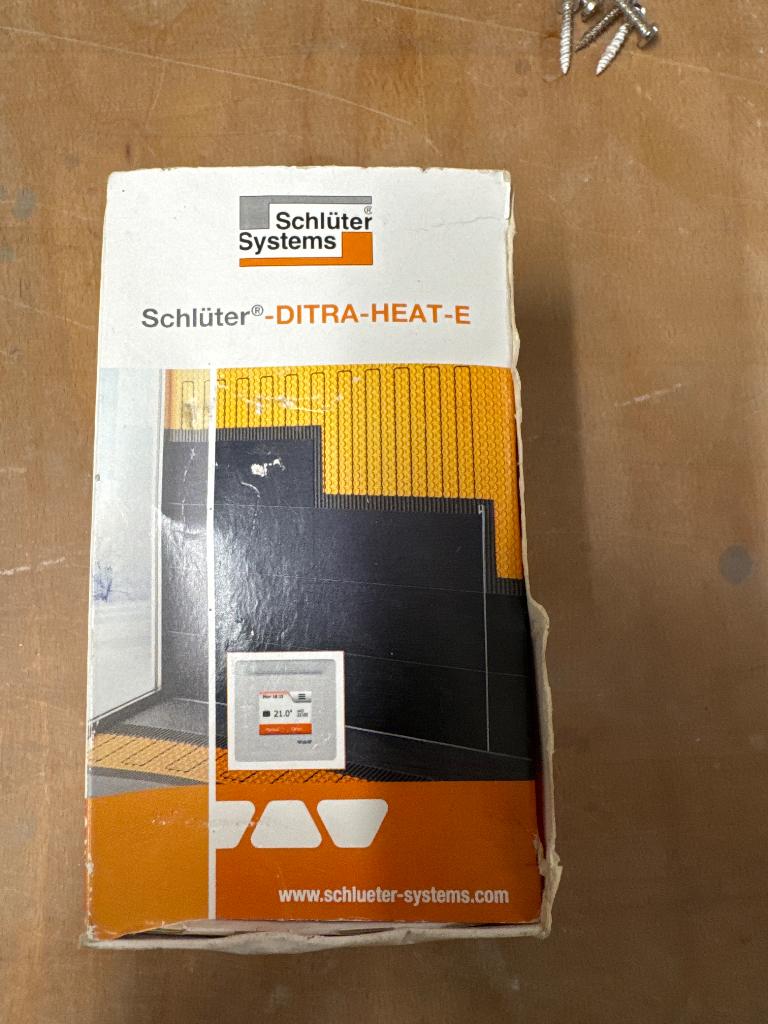 Schlüter®
Systems
Schlüter®-DITRA-HEAT-E
21.0°
www.schlueter-systems.com